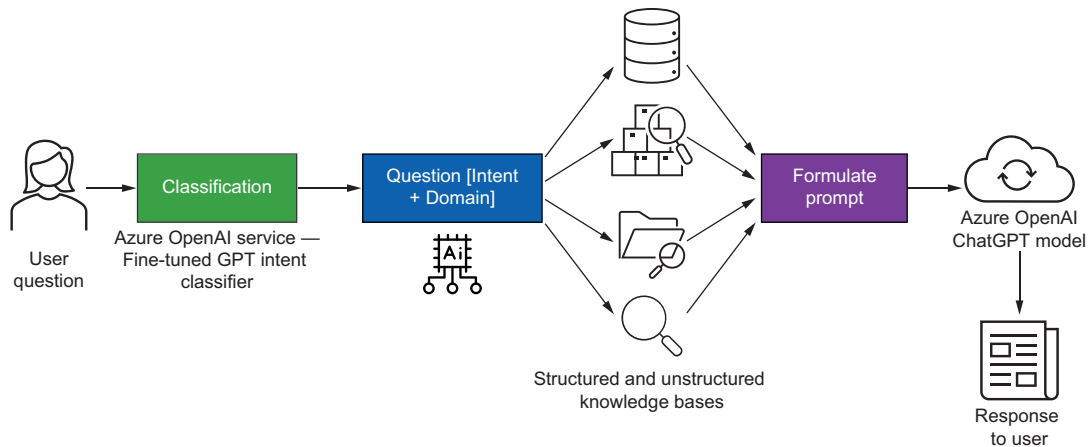 User
question
Classification
Azure OpenAI service —
Fine-tuned GPT intent
classifier
Question [Intent
+ Domain]
Ai
Structured and unstructured
knowledge bases
Formulate
prompt
Azure OpenAI
ChatGPT model
Response
to user